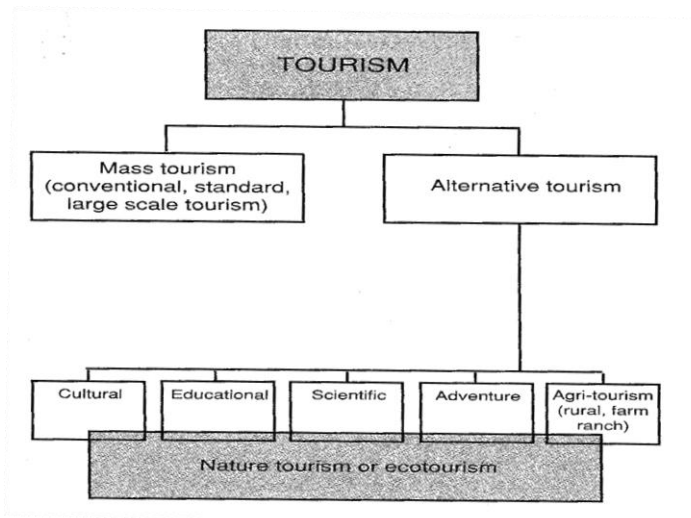 TOURISM
Mass tourism
(conventional, standard,
large scale tourism)
Alternative tourism
Cultural
Educational
Scientific
Adventure
Agri-tourism
(rural, farm
ranch)
Nature tourism or ecotourism